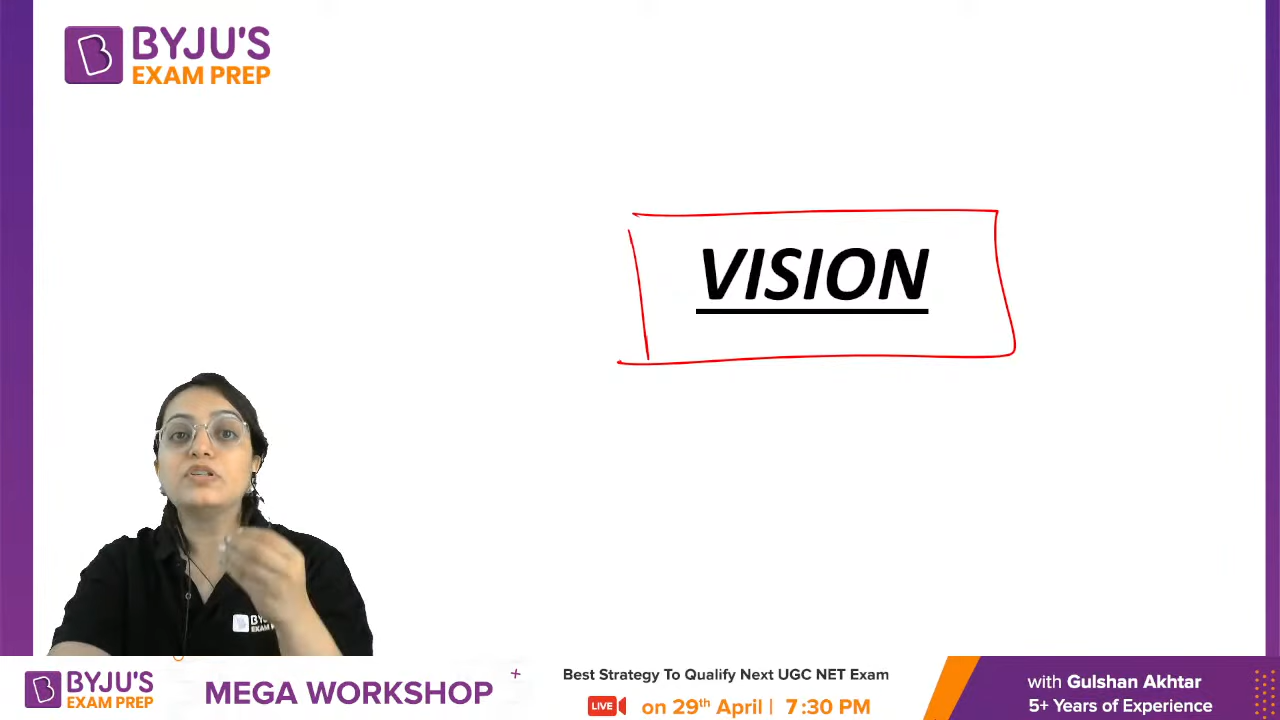 BYJU'S
EXAM PREP
VISION
BYJU'S
EXAM PREP
MEGA WORKSHOP
Best Strategy To Qualify Next UGC NET Exam
LIVE on 29th April | 7:30 PM
with Gulshan Akhtar
5+ Years of Experience